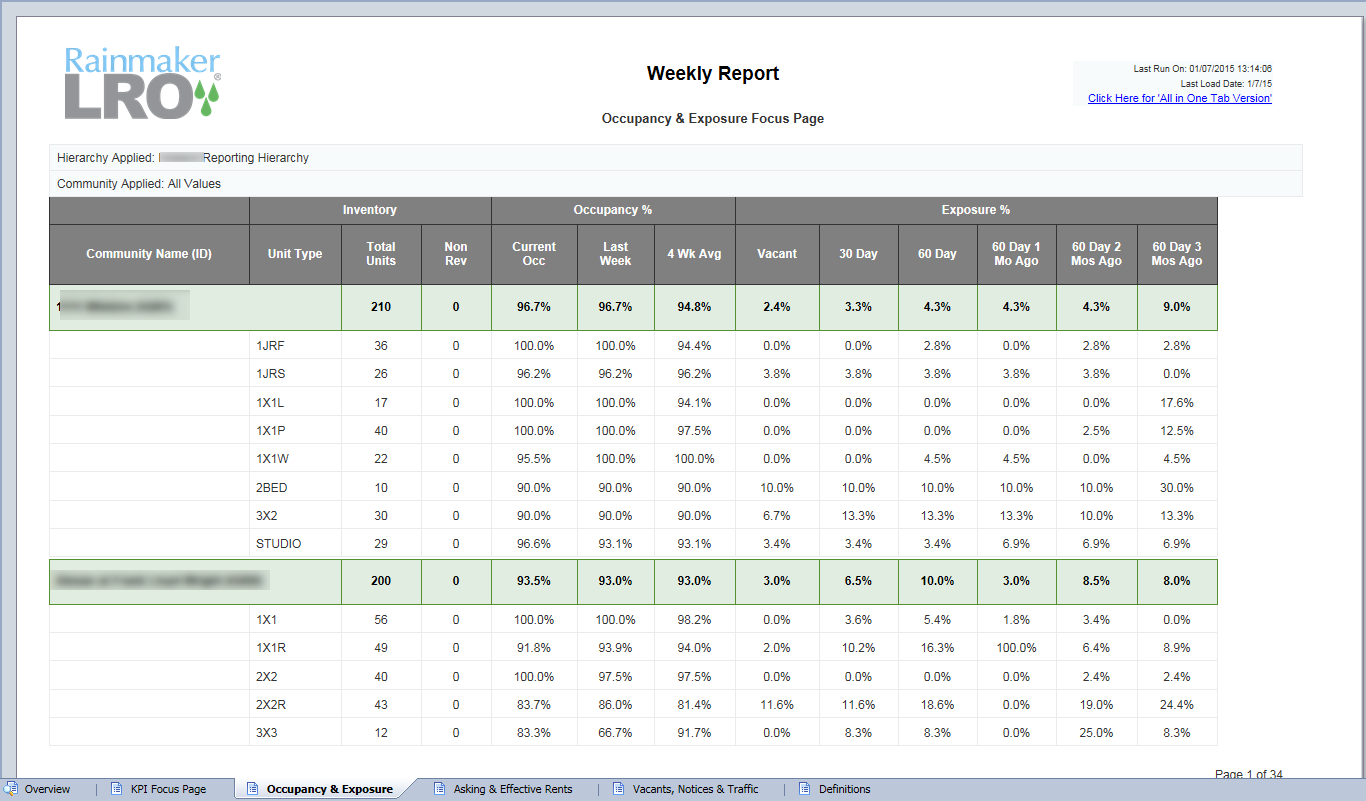 Rainmaker
LRO®
Weekly Report
Occupancy & Exposure Focus Page
Last Run On: 01/07/2015 13:14:06
Last Load Date: 1/7/15
Click Here for 'All in One Tab Version'
Hierarchy Applied: Reporting Hierarchy
Community Applied: All Values
Inventory Occupancy % Exposure %
Community Name (ID) Unit Type Total Units Non Rev Current Occ Last Week 4 Wk Avg Vacant 30 Day 60 Day 60 Day 1 Mo Ago 60 Day 2 Mos Ago 60 Day 3 Mos Ago
210 0 96.7% 96.7% 94.8% 2.4% 3.3% 4.3% 4.3% 4.3% 9.0%
1JRF 36 0 100.0% 100.0% 94.4% 0.0% 0.0% 2.8% 0.0% 2.8% 2.8%
1JRS 26 0 96.2% 96.2% 96.2% 3.8% 3.8% 3.8% 3.8% 3.8% 0.0%
1X1L 17 0 100.0% 100.0% 94.1% 0.0% 0.0% 0.0% 0.0% 0.0% 17.6%
1X1P 40 0 100.0% 100.0% 97.5% 0.0% 0.0% 0.0% 0.0% 2.5% 12.5%
1X1W 22 0 95.5% 100.0% 100.0% 0.0% 0.0% 4.5% 4.5% 0.0% 4.5%
2BED 10 0 90.0% 90.0% 90.0% 10.0% 10.0% 10.0% 10.0% 10.0% 30.0%
3X2 30 0 90.0% 90.0% 90.0% 6.7% 13.3% 13.3% 13.3% 10.0% 13.3%
STUDIO 29 0 96.6% 93.1% 93.1% 3.4% 3.4% 3.4% 6.9% 6.9% 6.9%
200 0 93.5% 93.0% 93.0% 3.0% 6.5% 10.0% 3.0% 8.5% 8.0%
1X1 56 0 100.0% 100.0% 98.2% 0.0% 3.6% 5.4% 1.8% 3.4% 0.0%
1X1R 49 0 91.8% 93.9% 94.0% 2.0% 10.2% 16.3% 100.0% 6.4% 8.9%
2X2 40 0 100.0% 97.5% 97.5% 0.0% 0.0% 0.0% 0.0% 2.4% 2.4%
2X2R 43 0 83.7% 86.0% 81.4% 11.6% 11.6% 18.6% 0.0% 19.0% 24.4%
3X3 12 0 83.3% 66.7% 91.7% 0.0% 8.3% 8.3% 0.0% 25.0% 8.3%
Page 1 of 34
Overview KPI Focus Page Occupancy & Exposure Asking & Effective Rents Vacants, Notices & Traffic Definitions